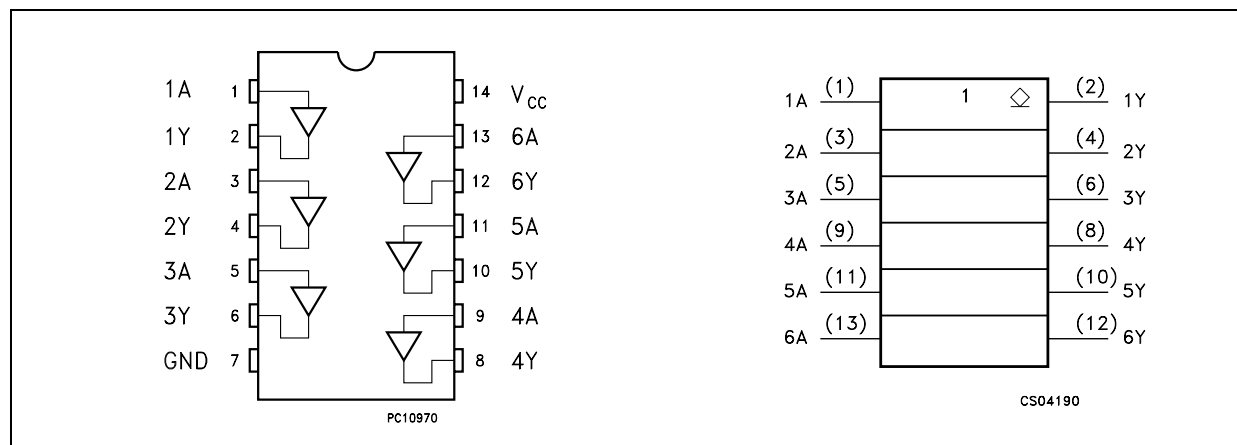 1A 1 14 VCC
1Y 2 13 6A
2A 3 12 6Y
2Y 4 11 5A
3A 5 10 5Y
3Y 6 9 4A
GND 7 8 4Y
PC10970
1A (1) 1 (2) 1Y
2A (3) (4) 2Y
3A (5) (6) 3Y
4A (9) (8) 4Y
5A (11) (10) 5Y
6A (13) (12) 6Y
CS04190